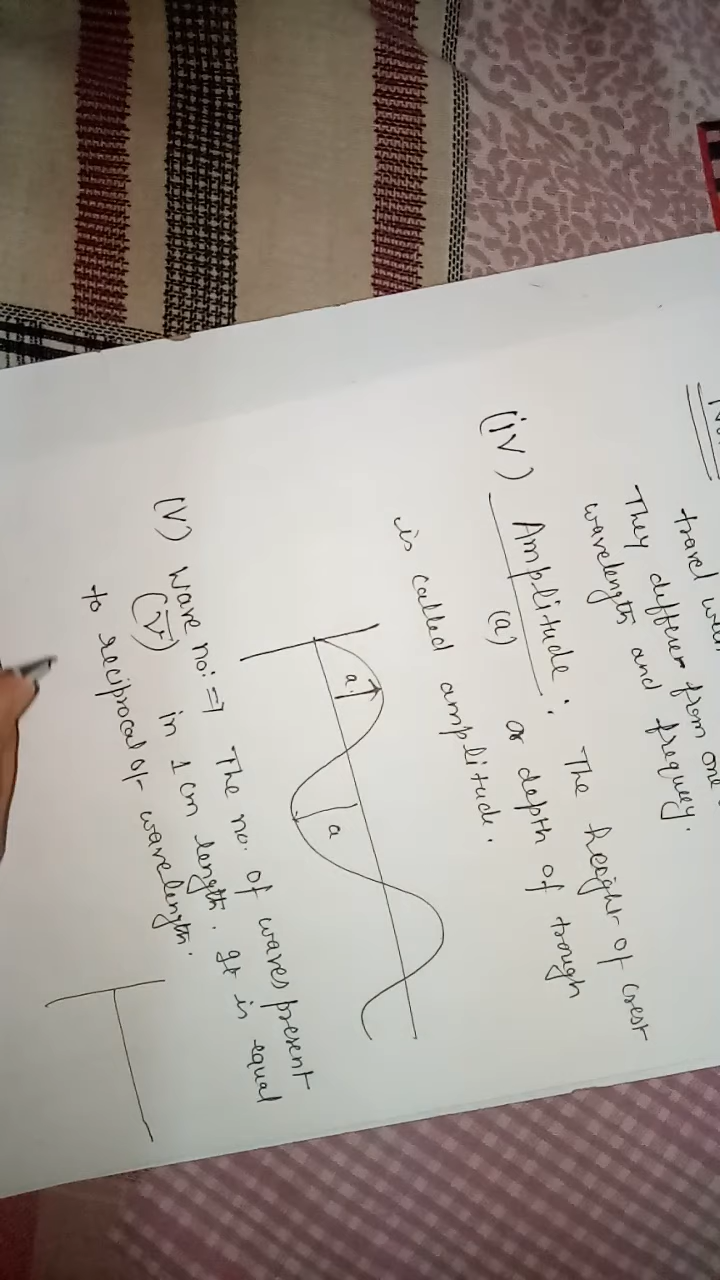 travel with
They differ from one
wavelength and frequency.
(iv) Amplitude : The height of crest
(a) or depth of trough
is called amplitude.
a
a
(v) Wave no: ⇒ The no. of waves present
(ν̅) in 1 cm length. It is equal
to reciprocal of wavelength.